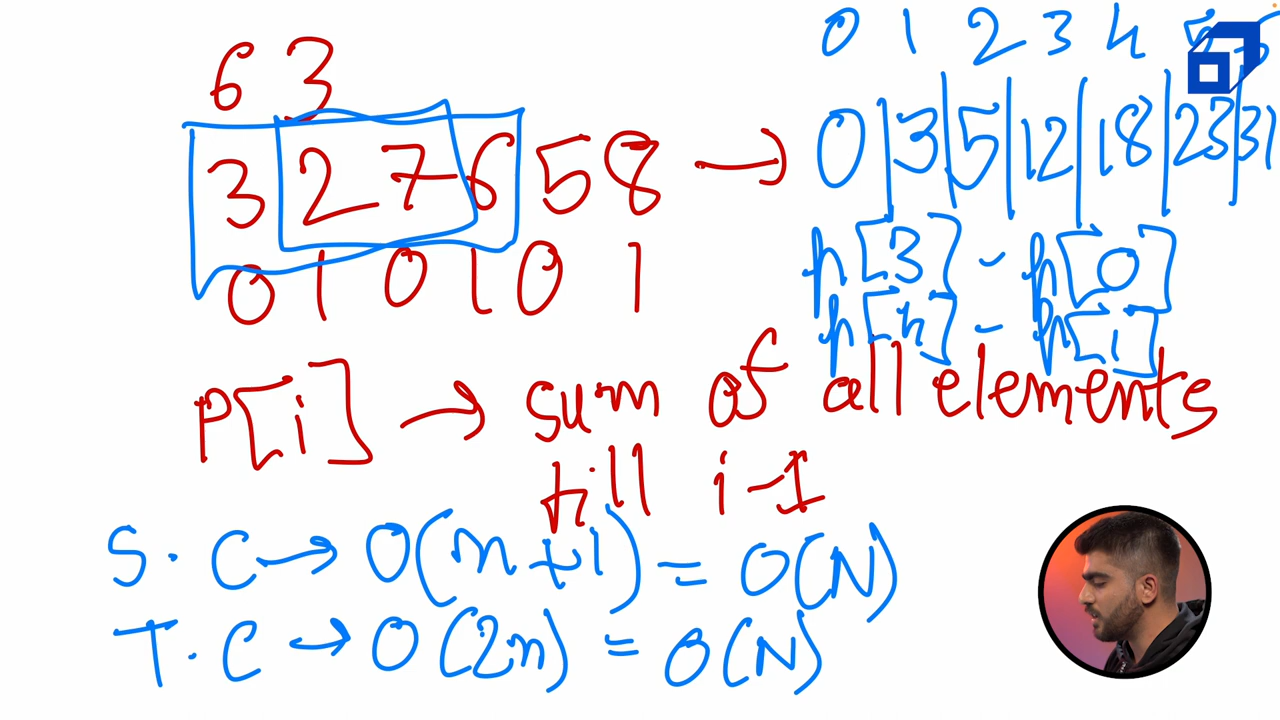 6 3
0 1 2 3 4 5 6
3 2 7 6 5 8 → 0|3|5|12|18|23|31
0 1 0 1 0 1
p[3] - p[0]
p[4] - p[1]
P[i] → sum of all elements
till i-1
S.C → O(n+1) = O(N)
T.C → O(2n) = O(N)